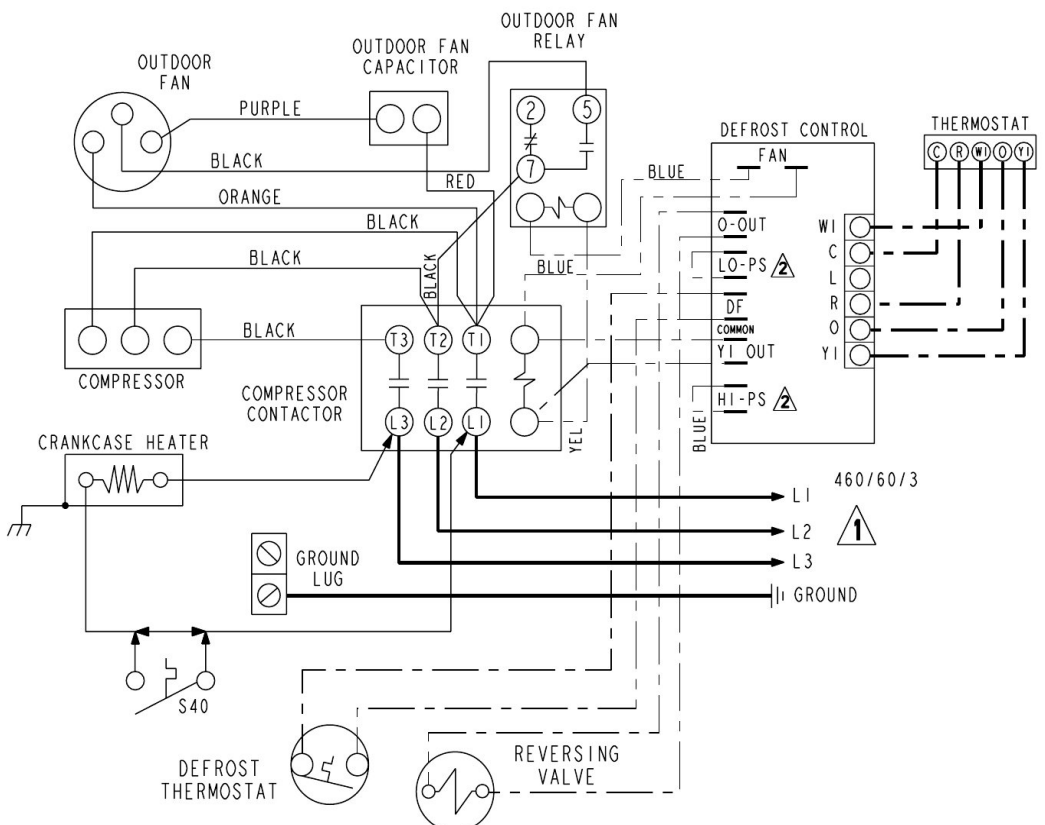 OUTDOOR FAN
RELAY
OUTDOOR FAN
CAPACITOR
OUTDOOR
FAN
PURPLE
2
5
7
THERMOSTAT
C R W1 O Y1
DEFROST CONTROL
FAN
BLACK
BLUE
RED
ORANGE
BLACK
O-OUT
W1
BLACK
BLACK
BLUE
LO-PS 2
C
L
DF
R
COMMON
O
Y1 OUT
Y1
BLACK
T3
T2
T1
COMPRESSOR
COMPRESSOR
CONTACTOR
HI-PS 2
L3
L2
L1
YEL
BLUE
CRANKCASE HEATER
460/60/3
L1
1
L2
L3
GROUND
LUG
GROUND
S40
DEFROST
THERMOSTAT
REVERSING
VALVE